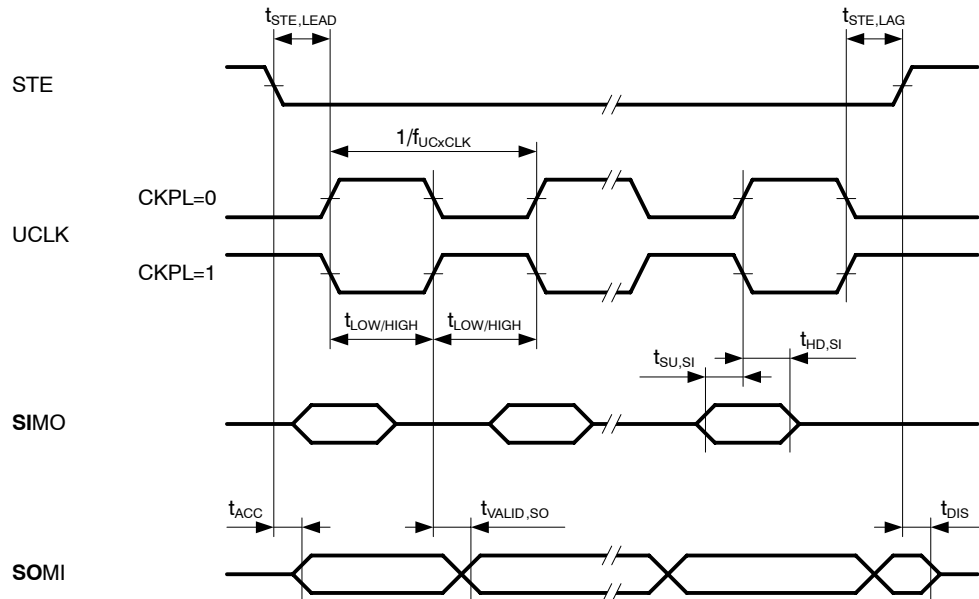 tSTE,LEAD
tSTE,LAG
STE
1/fUCxCLK
CKPL=0
UCLK
CKPL=1
tLOW/HIGH tLOW/HIGH
tHD,SI
tSU,SI
SIMO
tACC
tVALID,SO
tDIS
SOMI